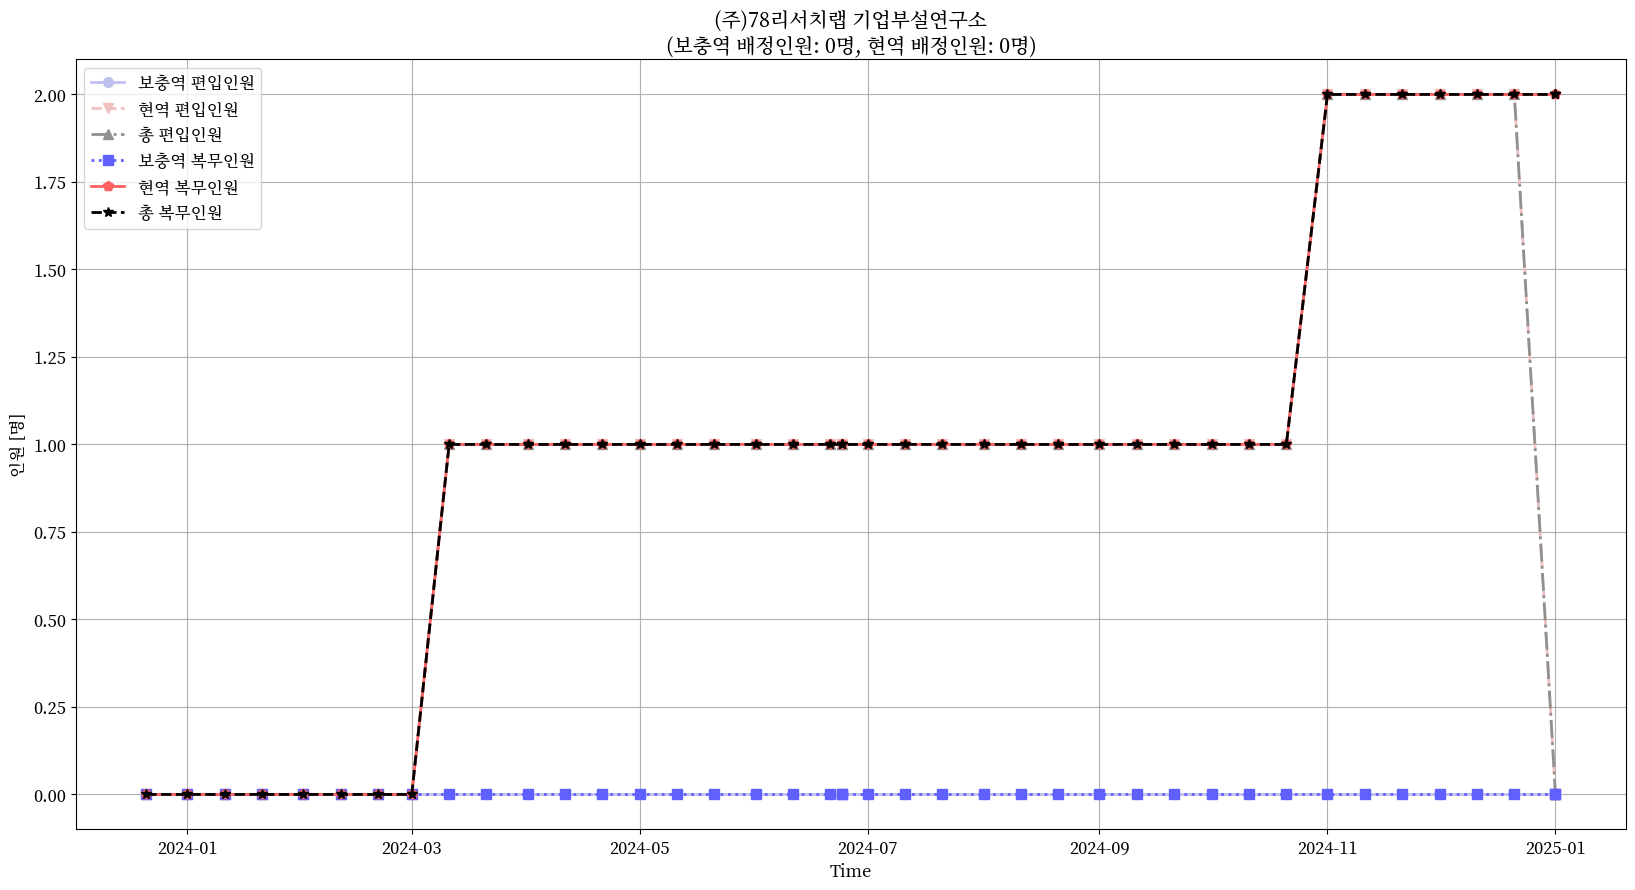 (주)78리서치랩 기업부설연구소
(보충역 배정인원: 0명, 현역 배정인원: 0명)
보충역 편입인원
현역 편입인원
총 편입인원
보충역 복무인원
현역 복무인원
총 복무인원
2.00
1.75
1.50
1.25
1.00
0.75
0.50
0.25
0.00
인원 [명]
2024-01 2024-03 2024-05 2024-07 2024-09 2024-11 2025-01
Time